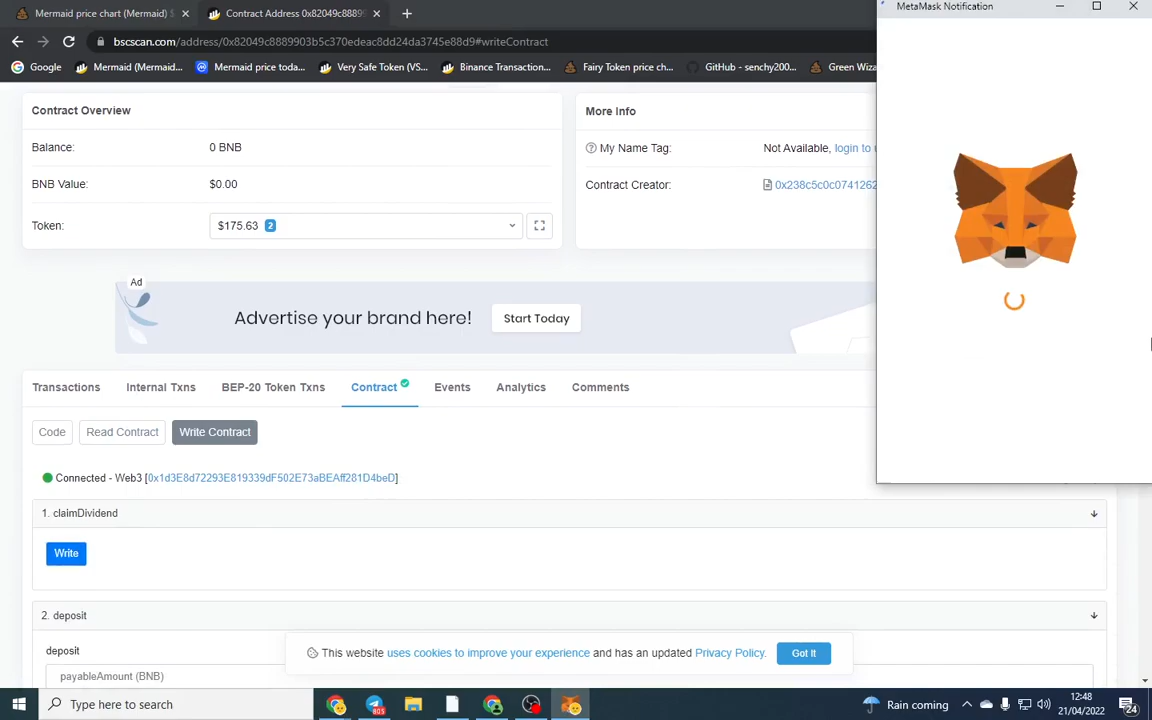 Mermaid price chart (Mermaid) $
Contract Address 0x82049c8889
MetaMask Notification
bscscan.com/address/0x82049c8889903b5c370edeac8dd24da3745e88d9#writeContract
Google
Mermaid (Mermaid...
Mermaid price toda...
Very Safe Token (VS...
Binance Transaction...
Fairy Token price ch...
GitHub - senchy200...
Green Wiza
Contract Overview
Balance:
0 BNB
BNB Value:
$0.00
Token:
$175.63 2
More Info
My Name Tag:
Not Available, login to u
Contract Creator:
0x238c5c0c0741262
Ad
Advertise your brand here!
Start Today
Transactions
Internal Txns
BEP-20 Token Txns
Contract
Events
Analytics
Comments
Code
Read Contract
Write Contract
Connected - Web3 [0x1d3E8d72293E819339dF502E73aBEAff281D4beD]
1. claimDividend
Write
2. deposit
deposit
payableAmount (BNB)
This website uses cookies to improve your experience and has an updated Privacy Policy.
Got It
Type here to search
Rain coming
12:48
21/04/2022
24